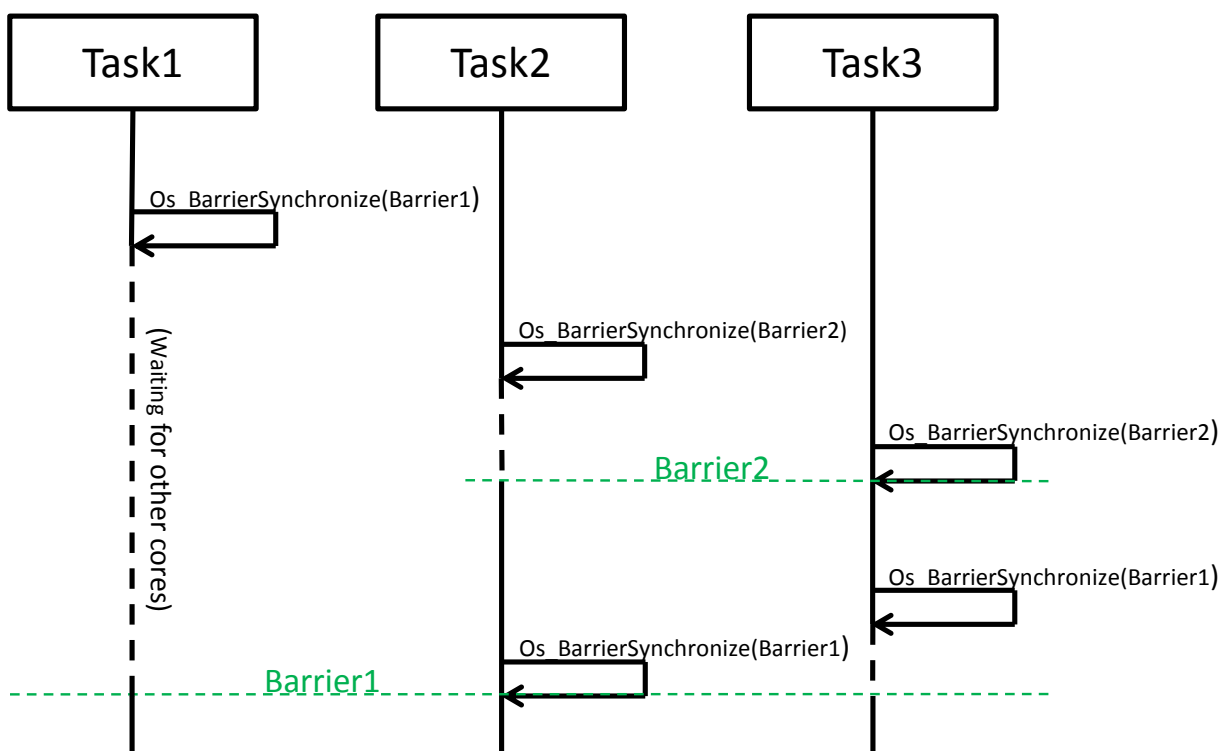 Task1
Task2
Task3
Os_BarrierSynchronize(Barrier1)
Os_BarrierSynchronize(Barrier2)
(Waiting for other cores)
Os_BarrierSynchronize(Barrier2)
Barrier2
Os_BarrierSynchronize(Barrier1)
Os_BarrierSynchronize(Barrier1)
Barrier1